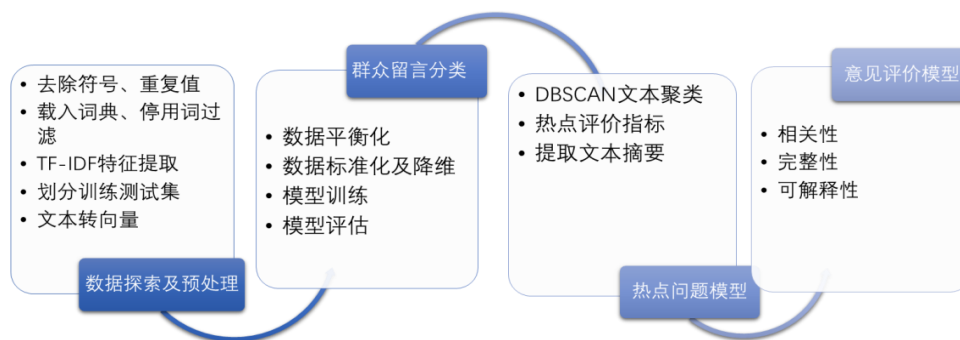 去除符号、重复值
载入词典、停用词过
滤
TF-IDF特征提取
划分训练测试集
文本转向量
数据探索及预处理
群众留言分类
数据平衡化
数据标准化及降维
模型训练
模型评估
DBSCAN文本聚类
热点评价指标
提取文本摘要
热点问题模型
意见评价模型
相关性
完整性
可解释性